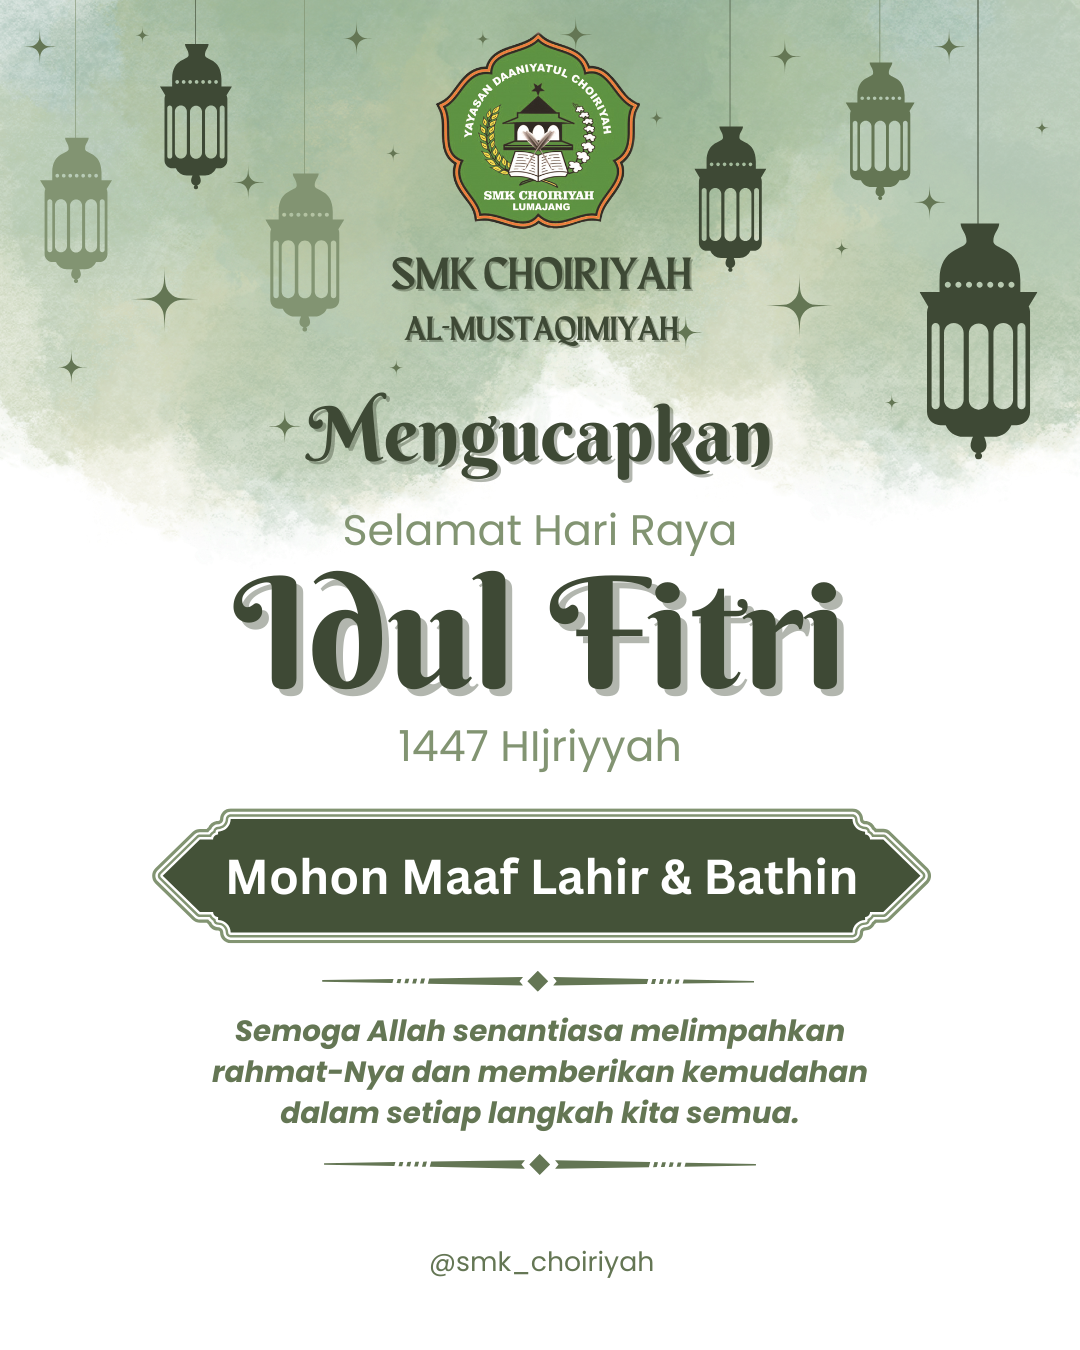 YAYASAN DAANIYATUL CHOIRIYAH
SMK CHOIRIYAH
LUMAJANG
SMK CHOIRIYAH
AL-MUSTAQIMIYAH
Mengucapkan
Selamat Hari Raya
Idul Fitri
1447 HIjriyyah
Mohon Maaf Lahir & Bathin
Semoga Allah senantiasa melimpahkan
rahmat-Nya dan memberikan kemudahan
dalam setiap langkah kita semua.
@smk_choiriyah